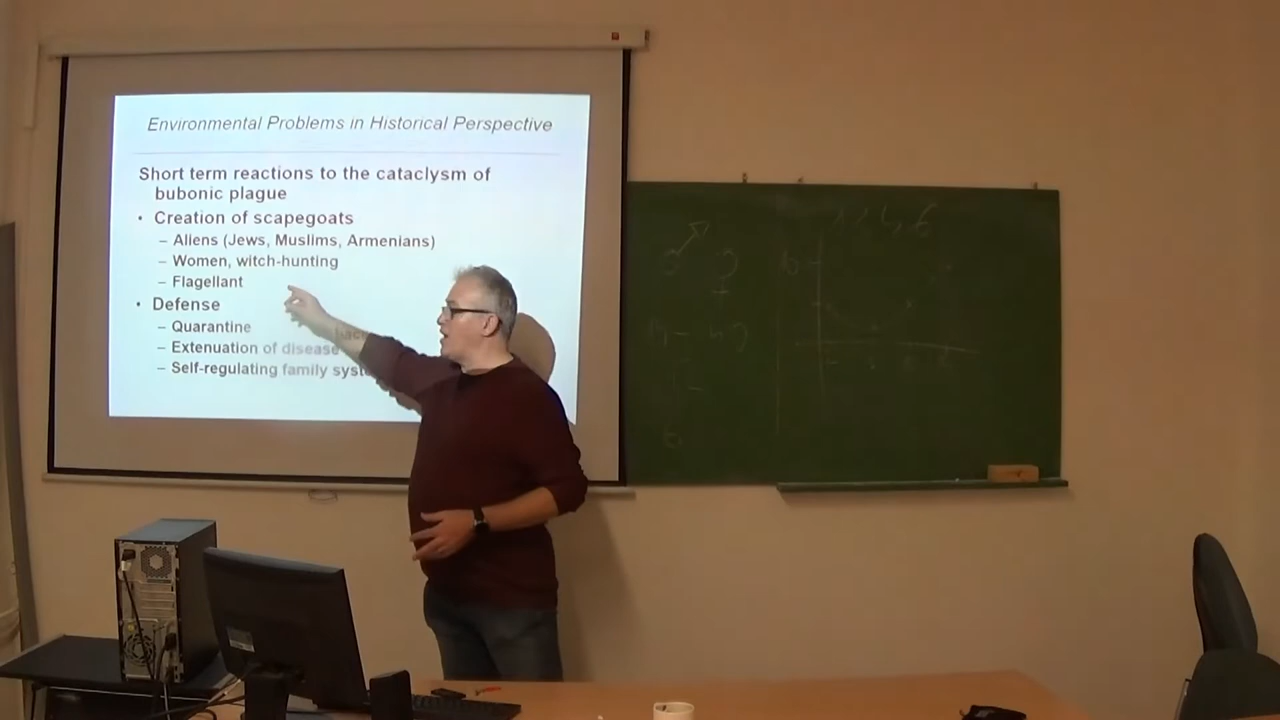 Environmental Problems in Historical Perspective
Short term reactions to the cataclysm of
bubonic plague
• Creation of scapegoats
– Aliens (Jews, Muslims, Armenians)
– Women, witch-hunting
– Flagellant
• Defense
– Quarantine
– Extenuation of disease
– Self-regulating family